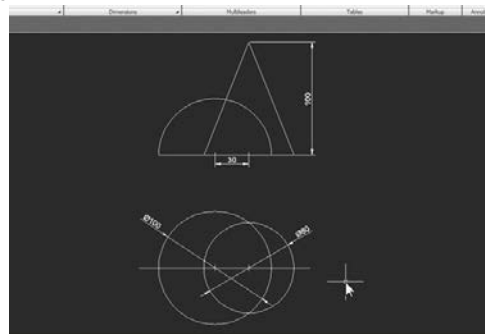 Dimensions
Multileaders
Tables
Markup
100
30
Ø100
Ø80